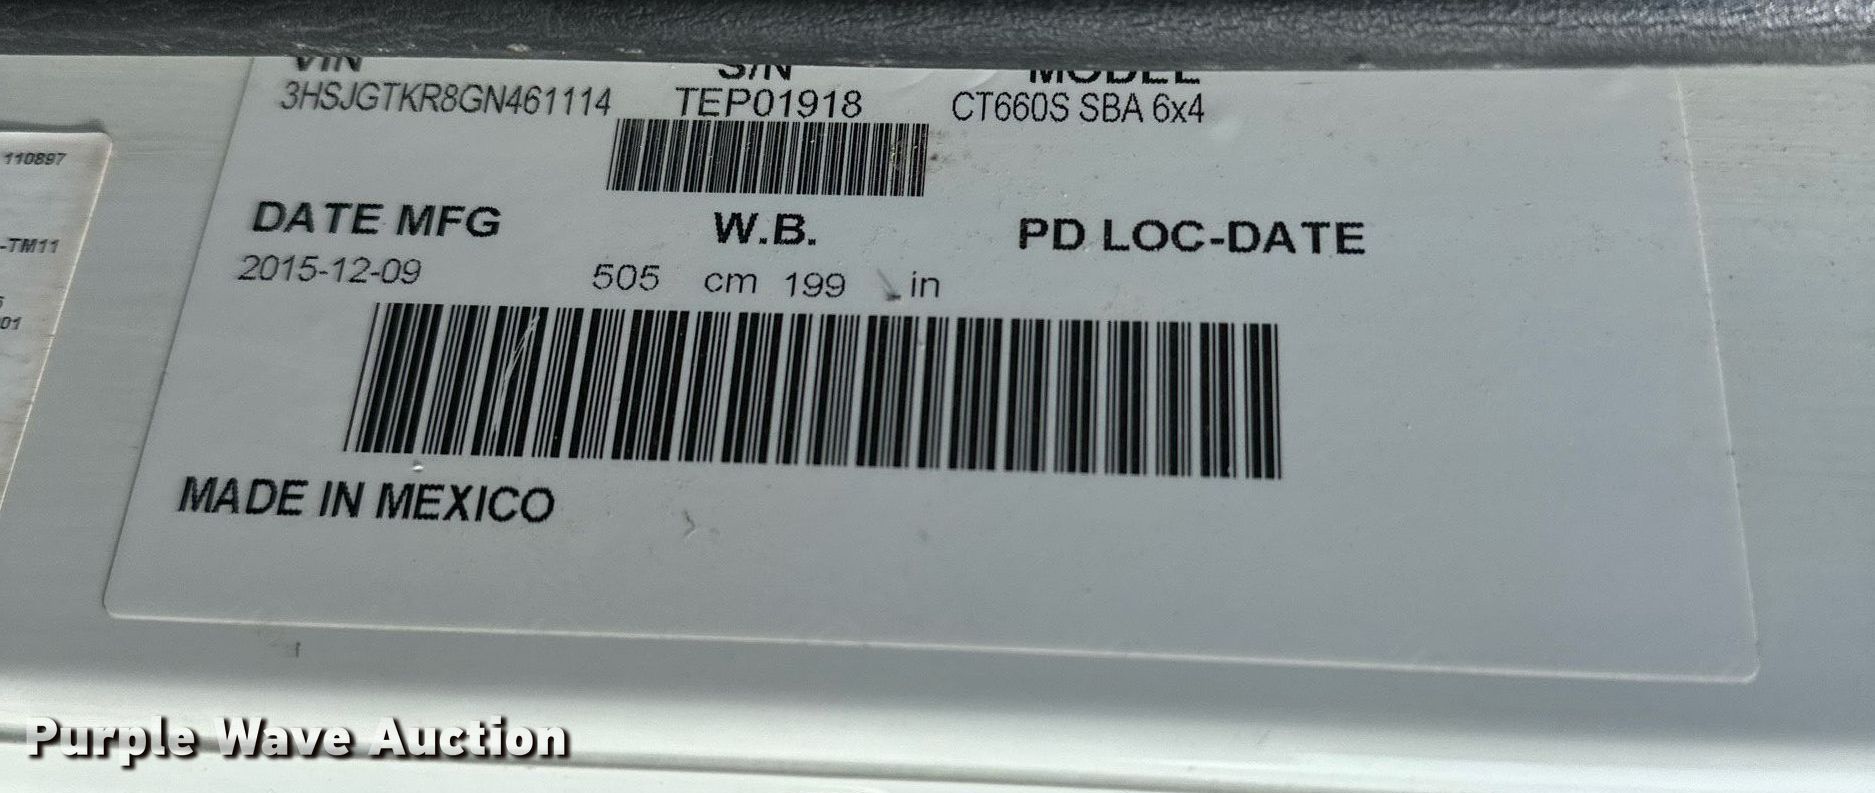 VIN S/N MODEL
3HSJGTKR8GN461114 TEP01918 CT660S SBA 6x4
110897
DATE MFG W.B. PD LOC-DATE
-TM11
2015-12-09 505 cm 199 in
01
MADE IN MEXICO
Purple Wave Auction